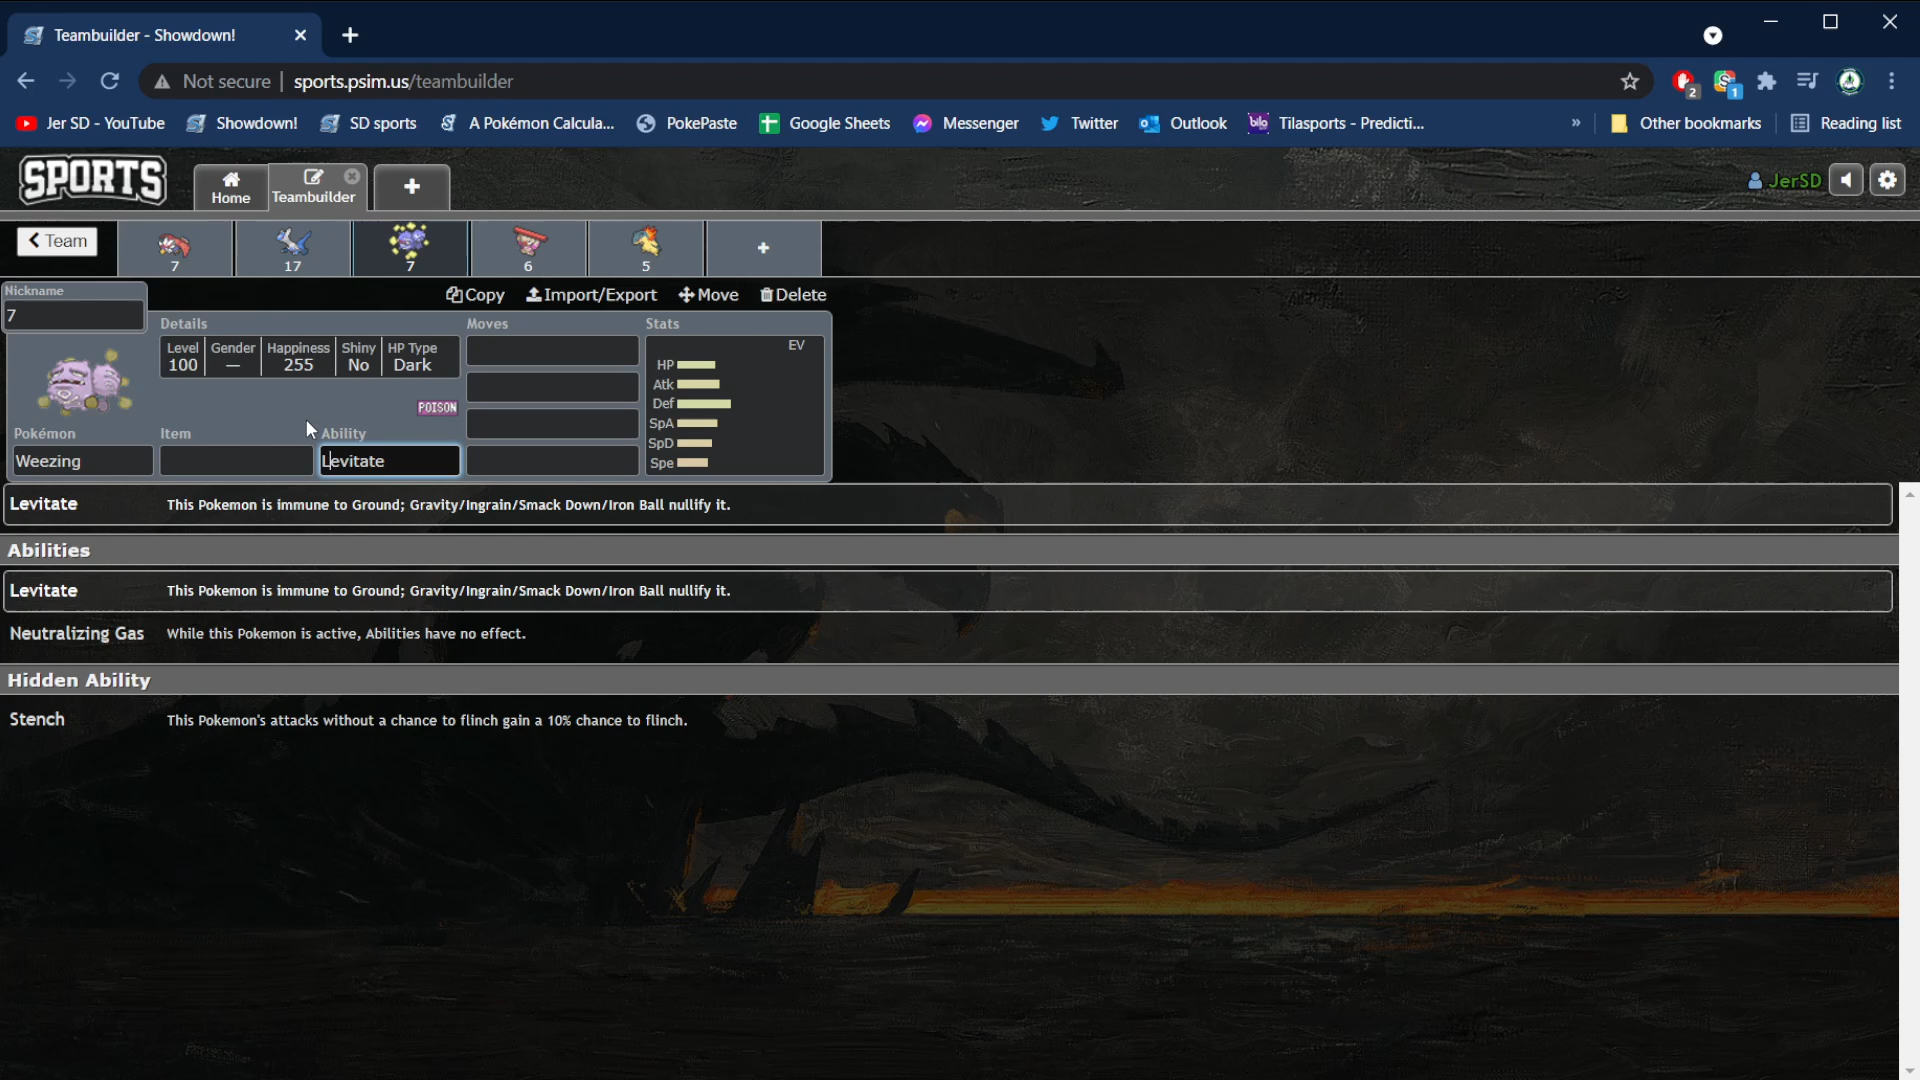 Teambuilder - Showdown!
Not secure sports.psim.us/teambuilder
2
1
Jer SD - YouTube Showdown! SD sports A Pokémon Calcula... PokePaste Google Sheets Messenger Twitter Outlook bilo Tilasports - Predicti... » Other bookmarks Reading list
SPORTS Home Teambuilder + JerSD
Team 7 17 7 6 5 +
Nickname
7
Copy Import/Export Move Delete
Details Moves Stats
Level Gender Happiness Shiny HP Type
100 — 255 No Dark
EV
HP
Atk
Def
SpA
SpD
Spe
POISON
Pokémon Item Ability
Weezing Levitate
Levitate This Pokemon is immune to Ground; Gravity/Ingrain/Smack Down/Iron Ball nullify it.
Abilities
Levitate This Pokemon is immune to Ground; Gravity/Ingrain/Smack Down/Iron Ball nullify it.
Neutralizing Gas While this Pokemon is active, Abilities have no effect.
Hidden Ability
Stench This Pokemon's attacks without a chance to flinch gain a 10% chance to flinch.